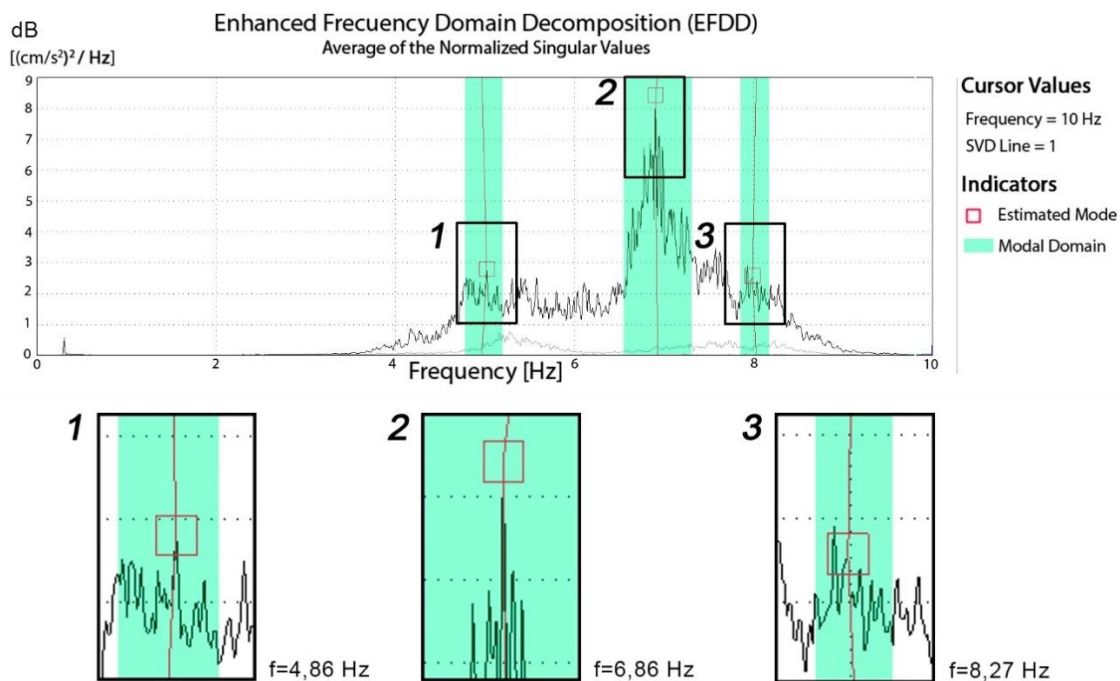 dB
Enhanced Frecuency Domain Decomposition (EFDD)
Average of the Normalized Singular Values
[(cm/s²)² / Hz]
9
8
7
6
5
4
3
2
1
0
0
2
4
6
8
10
Frequency [Hz]
1
2
3
Cursor Values
Frequency = 10 Hz
SVD Line = 1
Indicators
Estimated Mode
Modal Domain
1
f=4,86 Hz
2
f=6,86 Hz
3
f=8,27 Hz